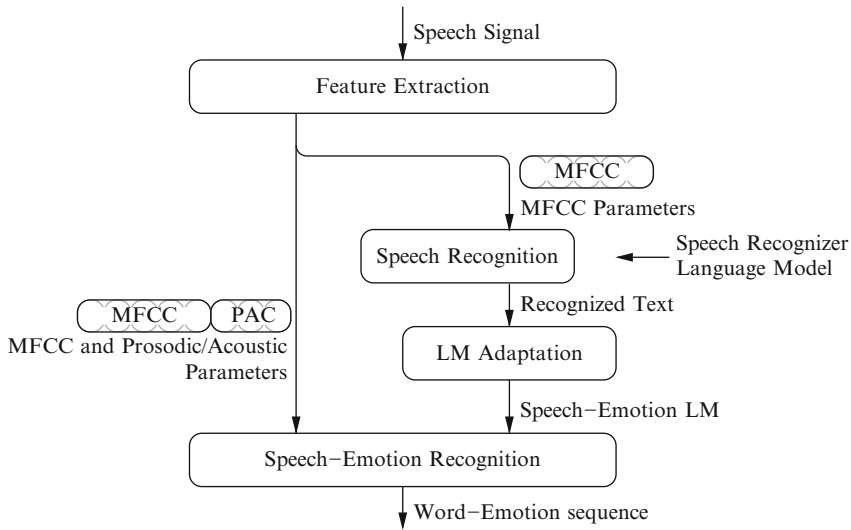 Speech Signal
Feature Extraction
MFCC
MFCC Parameters
Speech Recognition
Speech Recognizer
Language Model
Recognized Text
MFCC PAC
MFCC and Prosodic/Acoustic
Parameters
LM Adaptation
Speech−Emotion LM
Speech−Emotion Recognition
Word−Emotion sequence